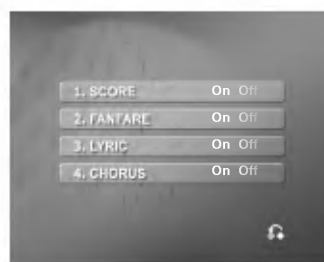 1. SCORE On Off
2. FANFARE On Off
3. LYRIC On Off
4. CHORUS On Off